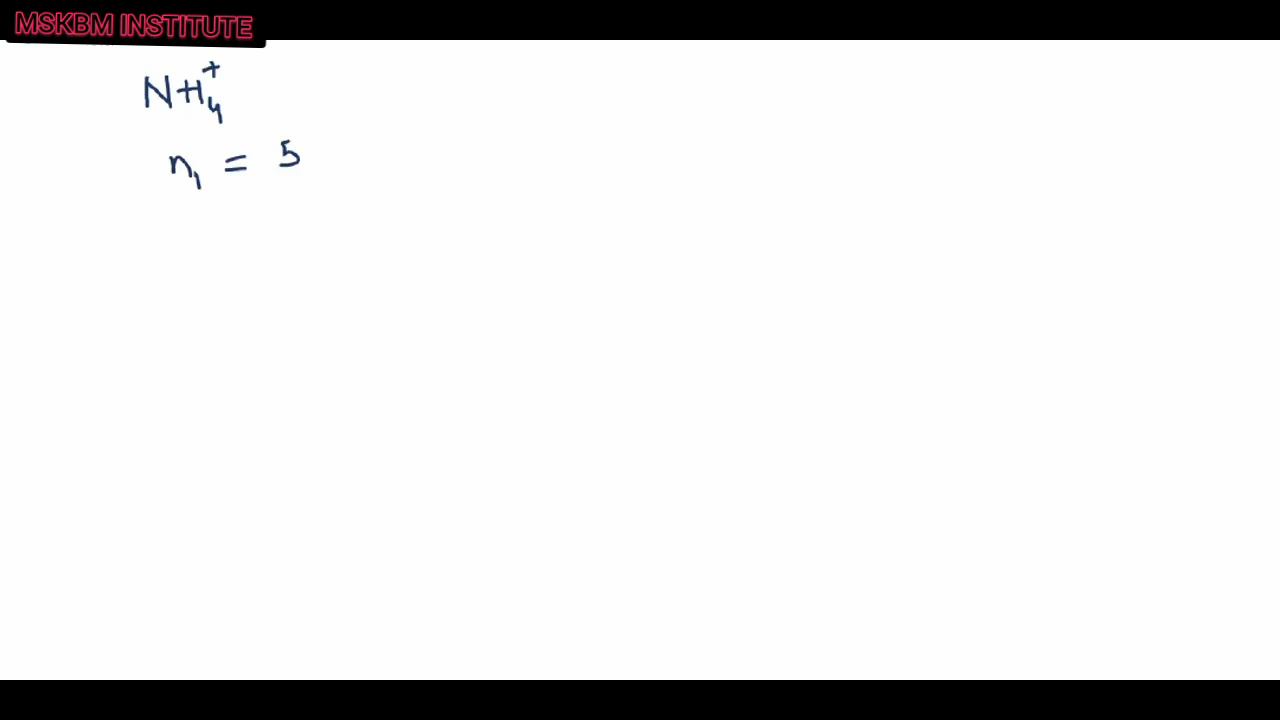 MSKBM INSTITUTE
NH₄⁺
n₁ = 5